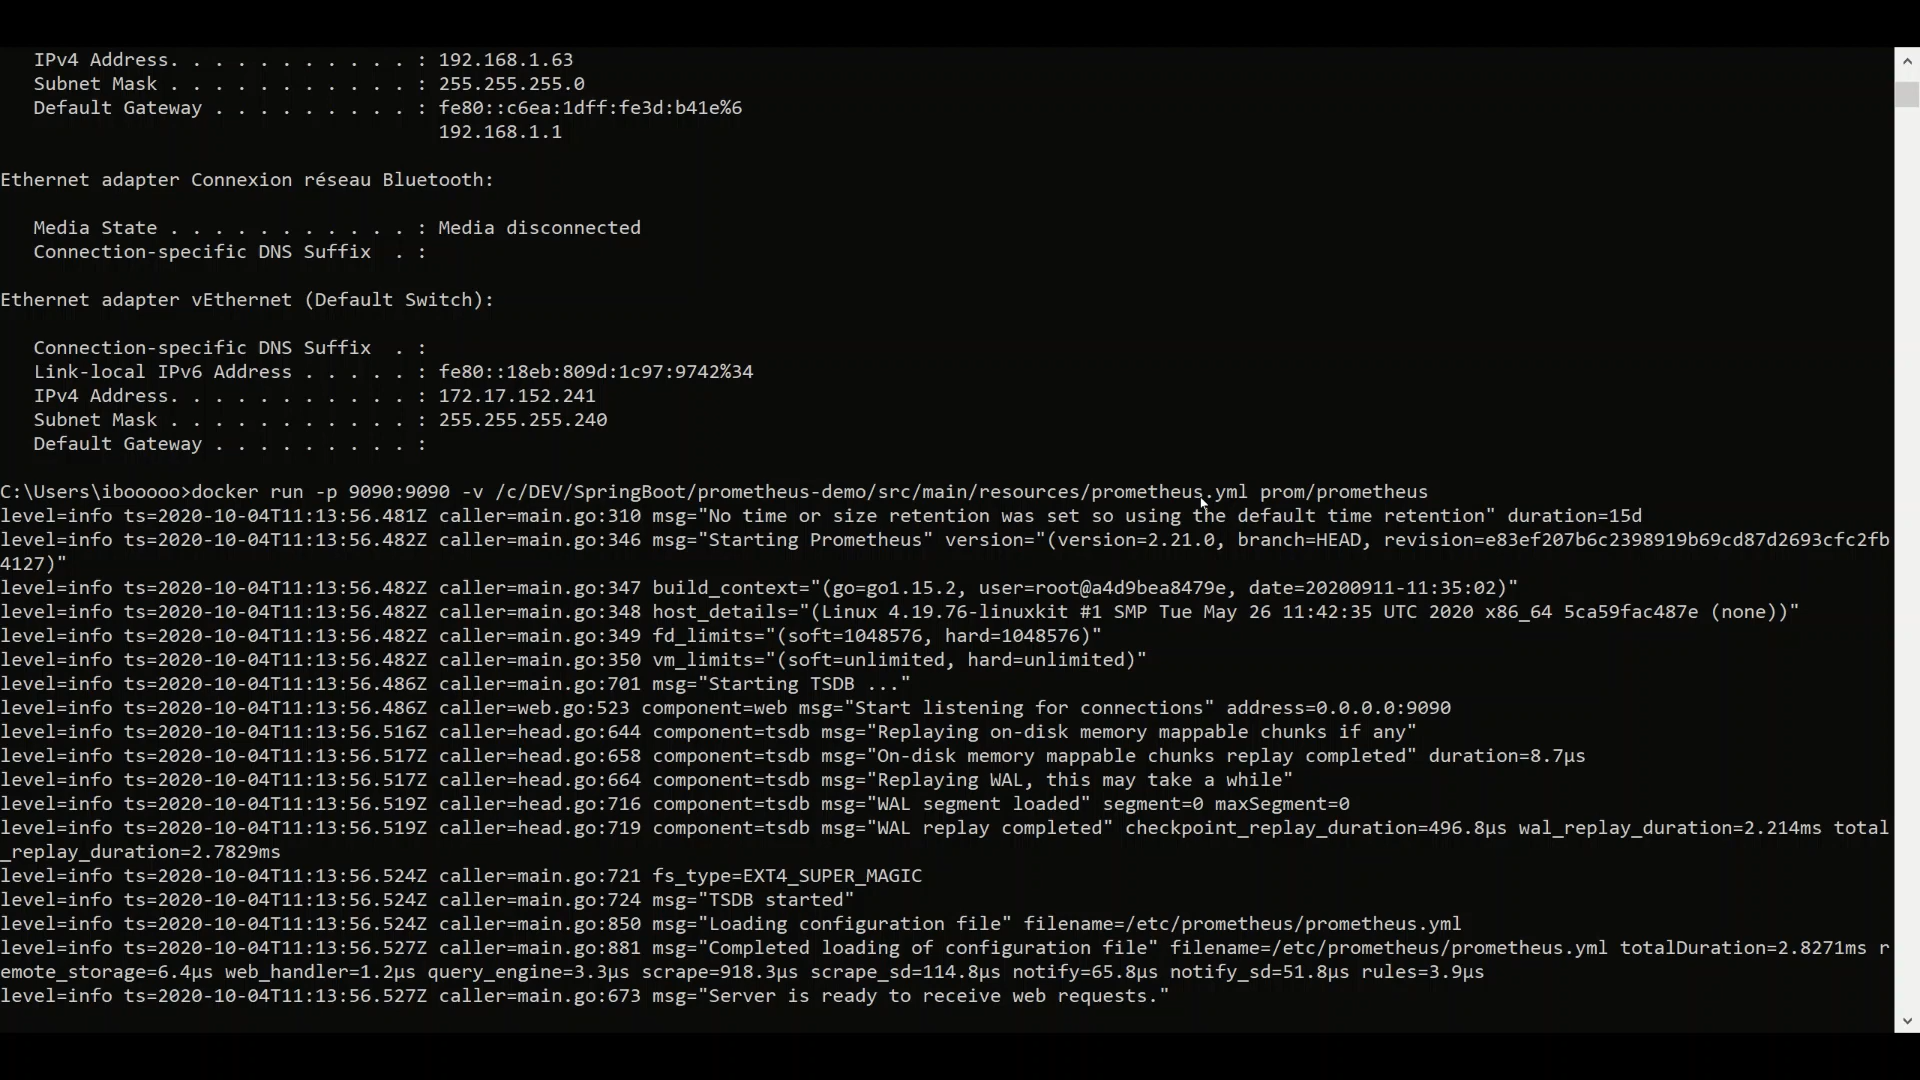 IPv4 Address. . . . . . . . . . . : 192.168.1.63
   Subnet Mask . . . . . . . . . . . : 255.255.255.0
   Default Gateway . . . . . . . . . : fe80::c6ea:1dff:fe3d:b41e%6
                                       192.168.1.1
Ethernet adapter Connexion réseau Bluetooth:
   Media State . . . . . . . . . . . : Media disconnected
   Connection-specific DNS Suffix  . :
Ethernet adapter vEthernet (Default Switch):
   Connection-specific DNS Suffix  . :
   Link-local IPv6 Address . . . . . : fe80::18eb:809d:1c97:9742%34
   IPv4 Address. . . . . . . . . . . : 172.17.152.241
   Subnet Mask . . . . . . . . . . . : 255.255.255.240
   Default Gateway . . . . . . . . . :
C:\Users\ibooooo>docker run -p 9090:9090 -v /c/DEV/SpringBoot/prometheus-demo/src/main/resources/prometheus.yml prom/prometheus
level=info ts=2020-10-04T11:13:56.481Z caller=main.go:310 msg="No time or size retention was set so using the default time retention" duration=15d
level=info ts=2020-10-04T11:13:56.482Z caller=main.go:346 msg="Starting Prometheus" version="(version=2.21.0, branch=HEAD, revision=e83ef207b6c2398919b69cd87d2693cfc2fb
4127)"
level=info ts=2020-10-04T11:13:56.482Z caller=main.go:347 build_context="(go=go1.15.2, user=root@a4d9bea8479e, date=20200911-11:35:02)"
level=info ts=2020-10-04T11:13:56.482Z caller=main.go:348 host_details="(Linux 4.19.76-linuxkit #1 SMP Tue May 26 11:42:35 UTC 2020 x86_64 5ca59fac487e (none))"
level=info ts=2020-10-04T11:13:56.482Z caller=main.go:349 fd_limits="(soft=1048576, hard=1048576)"
level=info ts=2020-10-04T11:13:56.482Z caller=main.go:350 vm_limits="(soft=unlimited, hard=unlimited)"
level=info ts=2020-10-04T11:13:56.486Z caller=main.go:701 msg="Starting TSDB ..."
level=info ts=2020-10-04T11:13:56.486Z caller=web.go:523 component=web msg="Start listening for connections" address=0.0.0.0:9090
level=info ts=2020-10-04T11:13:56.516Z caller=head.go:644 component=tsdb msg="Replaying on-disk memory mappable chunks if any"
level=info ts=2020-10-04T11:13:56.517Z caller=head.go:658 component=tsdb msg="On-disk memory mappable chunks replay completed" duration=8.7µs
level=info ts=2020-10-04T11:13:56.517Z caller=head.go:664 component=tsdb msg="Replaying WAL, this may take a while"
level=info ts=2020-10-04T11:13:56.519Z caller=head.go:716 component=tsdb msg="WAL segment loaded" segment=0 maxSegment=0
level=info ts=2020-10-04T11:13:56.519Z caller=head.go:719 component=tsdb msg="WAL replay completed" checkpoint_replay_duration=496.8µs wal_replay_duration=2.214ms total
_replay_duration=2.7829ms
level=info ts=2020-10-04T11:13:56.524Z caller=main.go:721 fs_type=EXT4_SUPER_MAGIC
level=info ts=2020-10-04T11:13:56.524Z caller=main.go:724 msg="TSDB started"
level=info ts=2020-10-04T11:13:56.524Z caller=main.go:850 msg="Loading configuration file" filename=/etc/prometheus/prometheus.yml
level=info ts=2020-10-04T11:13:56.527Z caller=main.go:881 msg="Completed loading of configuration file" filename=/etc/prometheus/prometheus.yml totalDuration=2.8271ms r
emote_storage=6.4µs web_handler=1.2µs query_engine=3.3µs scrape=918.3µs scrape_sd=114.8µs notify=65.8µs notify_sd=51.8µs rules=3.9µs
level=info ts=2020-10-04T11:13:56.527Z caller=main.go:673 msg="Server is ready to receive web requests."